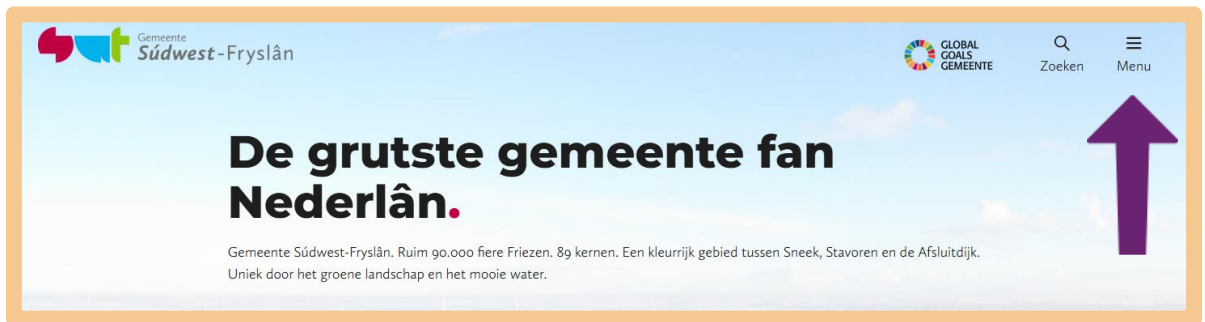 Gemeente
Súdwest-Fryslân
GLOBAL
GOALS
GEMEENTE
Zoeken
Menu
De grutste gemeente fan
Nederlân.
Gemeente Súdwest-Fryslân. Ruim 90.000 fiere Friezen. 89 kernen. Een kleurrijk gebied tussen Sneek, Stavoren en de Afsluitdijk.
Uniek door het groene landschap en het mooie water.